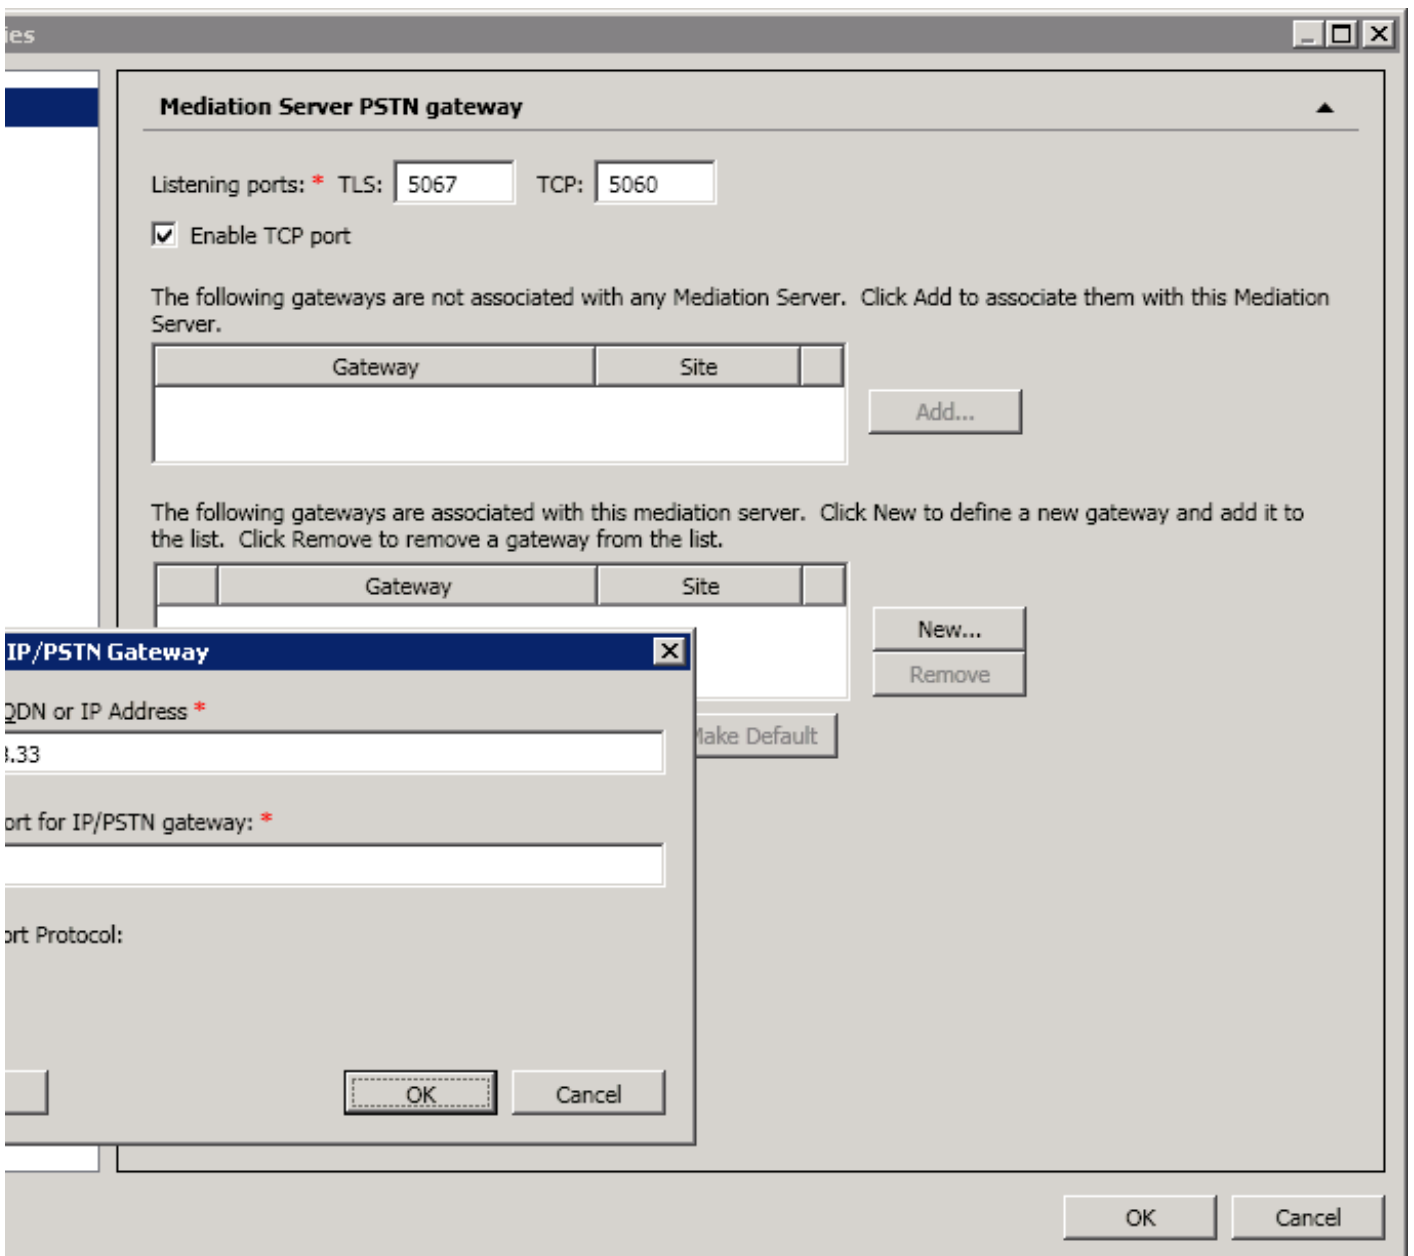 ies
Mediation Server PSTN gateway
Listening ports: * TLS: 5067 TCP: 5060
Enable TCP port
The following gateways are not associated with any Mediation Server. Click Add to associate them with this Mediation
Server.
Gateway Site
Add...
The following gateways are associated with this mediation server. Click New to define a new gateway and add it to
the list. Click Remove to remove a gateway from the list.
Gateway Site
New...
Remove
Make Default
IP/PSTN Gateway
QDN or IP Address *
3.33
ort for IP/PSTN gateway: *
ort Protocol:
OK Cancel
OK Cancel